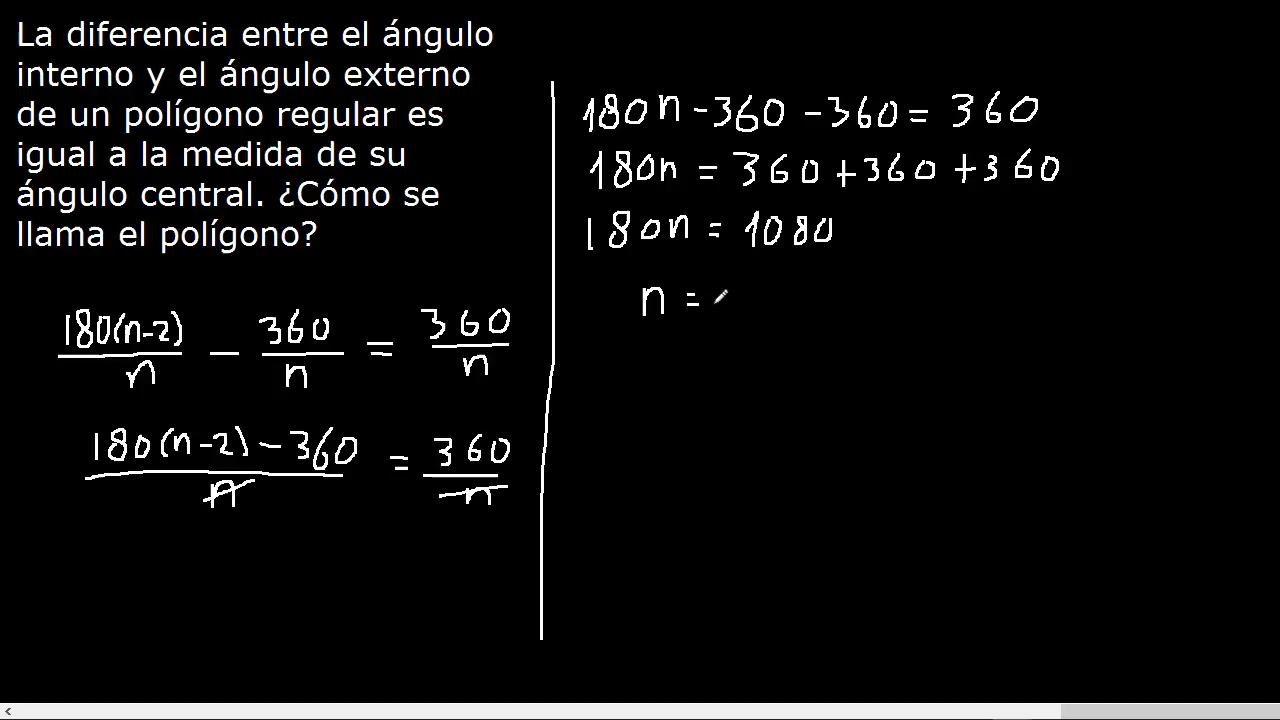 La diferencia entre el ángulo
interno y el ángulo externo
de un polígono regular es
igual a la medida de su
ángulo central. ¿Cómo se
llama el polígono?
180(n-2)/n - 360/n = 360/n
180(n-2)-360/n = 360/n
180n - 360 - 360 = 360
180n = 360 + 360 + 360
180n = 1080
n =